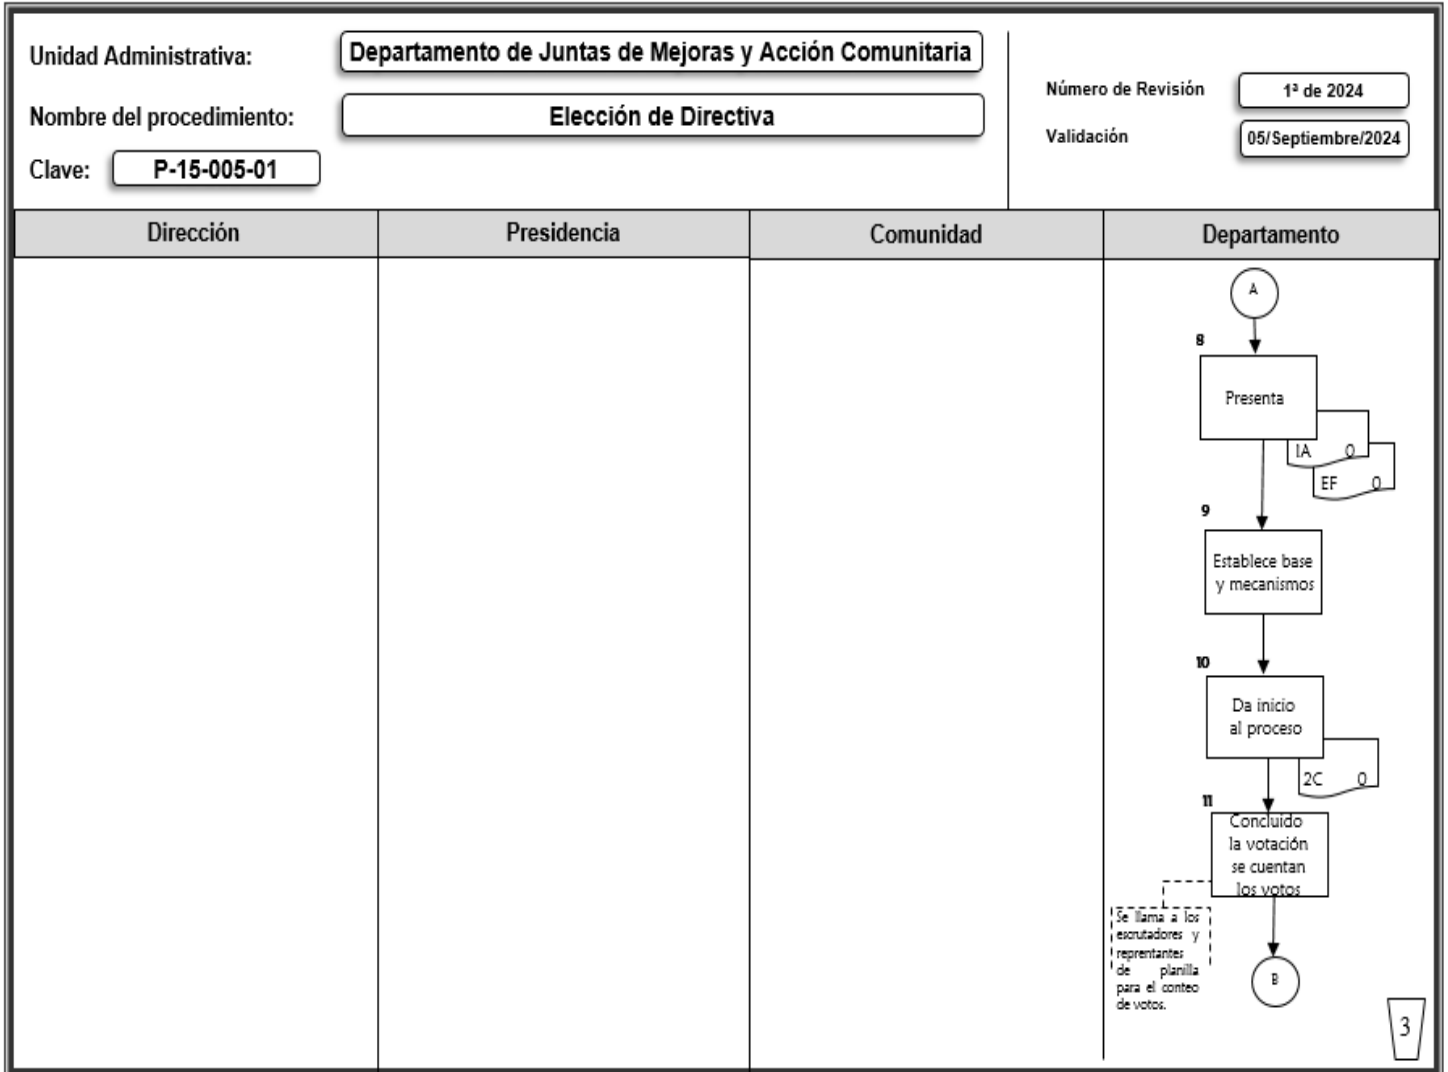 Unidad Administrativa:
Departamento de Juntas de Mejoras y Acción Comunitaria
Nombre del procedimiento:
Elección de Directiva
Clave:
P-15-005-01
Número de Revisión
1ª de 2024
Validación
05/Septiembre/2024
Dirección
Presidencia
Comunidad
Departamento
A
8
Presenta
IA 0
EF 0
9
Establece base
y mecanismos
10
Da inicio
al proceso
2C 0
11
Concluido
la votación
se cuentan
los votos
Se llama a los
escrutadores y
reprentantes
de planilla
para el conteo
de votos.
B
3